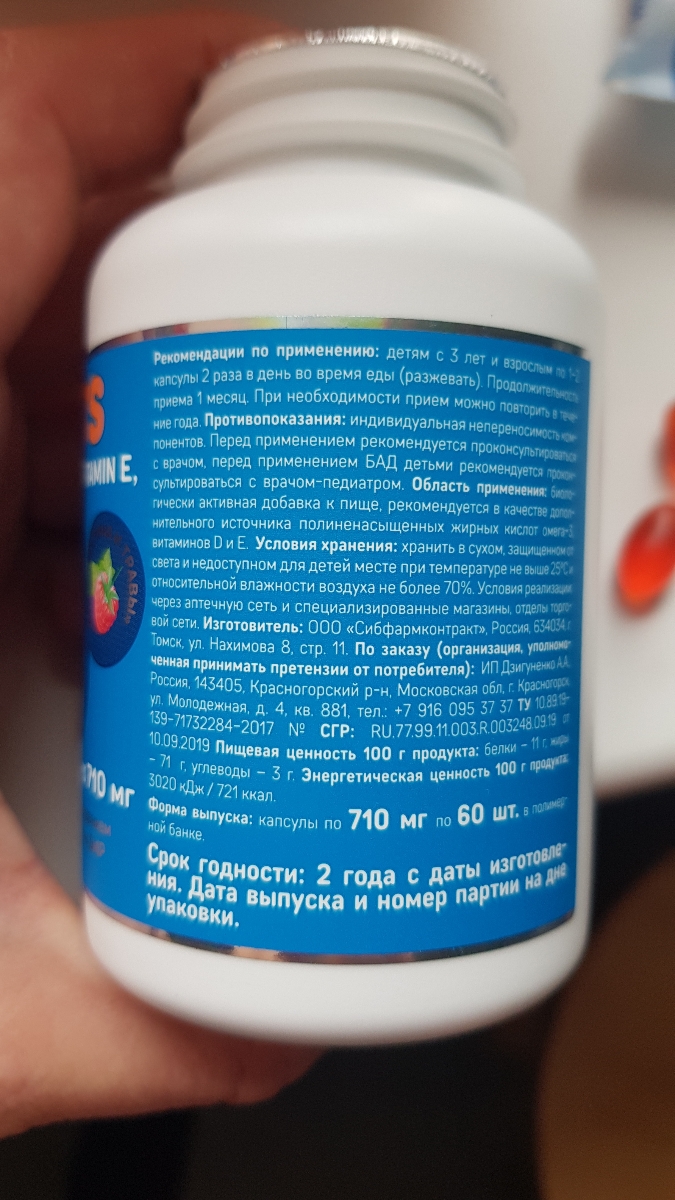 S
AMIN E,
ТРАВЫ»
710 мг
Рекомендации по применению: детям с 3 лет и взрослым по 1-2
капсулы 2 раза в день во время еды (разжевать). Продолжительность
приема 1 месяц. При необходимости прием можно повторить в тече-
ние года. Противопоказания: индивидуальная непереносимость ком-
понентов. Перед применением рекомендуется проконсультироваться
с врачом, перед применением БАД детьми рекомендуется прокон-
сультироваться с врачом-педиатром. Область применения: биоло-
гически активная добавка к пище, рекомендуется в качестве допол-
нительного источника полиненасыщенных жирных кислот омега-3,
витаминов D и E. Условия хранения: хранить в сухом, защищенном от
света и недоступном для детей месте при температуре не выше 25°С и
относительной влажности воздуха не более 70%. Условия реализации:
через аптечную сеть и специализированные магазины, отделы торго-
вой сети. Изготовитель: ООО «Сибфармконтракт», Россия, 634034, г.
Томск, ул. Нахимова 8, стр. 11. По заказу (организация, уполномо-
ченная принимать претензии от потребителя): ИП Дзигуненко А.А.,
Россия, 143405, Красногорский р-н, Московская обл, г. Красногорск,
ул. Молодежная, д. 4, кв. 881, тел.: +7 916 095 37 37 ТУ 10.89.19-
139-71732284-2017 № СГР: RU.77.99.11.003.R.003248.09.19 от
10.09.2019 Пищевая ценность 100 г продукта: белки – 11 г, жиры
– 71 г, углеводы – 3 г. Энергетическая ценность 100 г продукта:
3020 кДж / 721 ккал.
Форма выпуска: капсулы по 710 мг по 60 шт. в полимер-
ной банке.
Срок годности: 2 года с даты изготовле-
ния. Дата выпуска и номер партии на дне
упаковки.